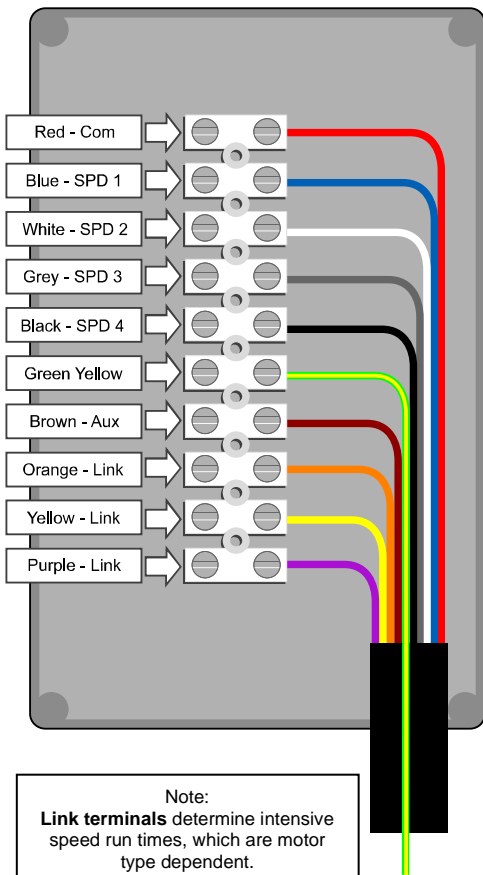 Red - Com
Blue - SPD 1
White - SPD 2
Grey - SPD 3
Black - SPD 4
Green Yellow
Brown - Aux
Orange - Link
Yellow - Link
Purple - Link
Note:
Link terminals determine intensive
speed run times, which are motor
type dependent.